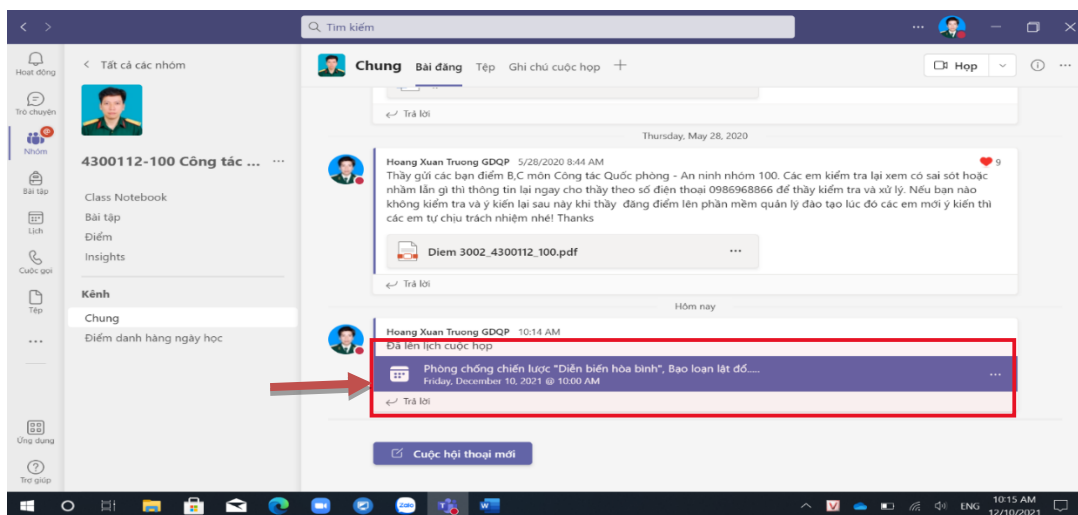 Tìm kiếm
Hoạt động
Trò chuyện
Nhóm
Bài tập
Lịch
Cuộc gọi
Tệp
Ứng dụng
Trợ giúp
Tất cả các nhóm
4300112-100 Công tác ...
Class Notebook
Bài tập
Điểm
Insights
Kênh
Chung
Điểm danh hàng ngày học
Chung Bài đăng Tệp Ghi chú cuộc họp
Họp
Trả lời
Thursday, May 28, 2020
Hoang Xuan Truong GDQP 5/28/2020 8:44 AM
9
Thầy gửi các bạn điểm B,C môn Công tác Quốc phòng - An ninh nhóm 100. Các em kiểm tra lại xem có sai sót hoặc
nhầm lẫn gì thì thông tin lại ngay cho thầy theo số điện thoại 0986968866 để thầy kiểm tra và xử lý. Nếu bạn nào
không kiểm tra và ý kiến lại sau này khi thầy đăng điểm lên phần mềm quản lý đào tạo lúc đó các em mới ý kiến thì
các em tự chịu trách nhiệm nhé! Thanks
Diem 3002_4300112_100.pdf
Trả lời
Hôm nay
Hoang Xuan Truong GDQP 10:14 AM
Đã lên lịch cuộc họp
Phòng chống chiến lược "Diễn biến hòa bình", Bạo loạn lật đổ.....
Friday, December 10, 2021 @ 10:00 AM
Trả lời
Cuộc hội thoại mới
Zalo
ENG
10:15 AM
12/10/2021